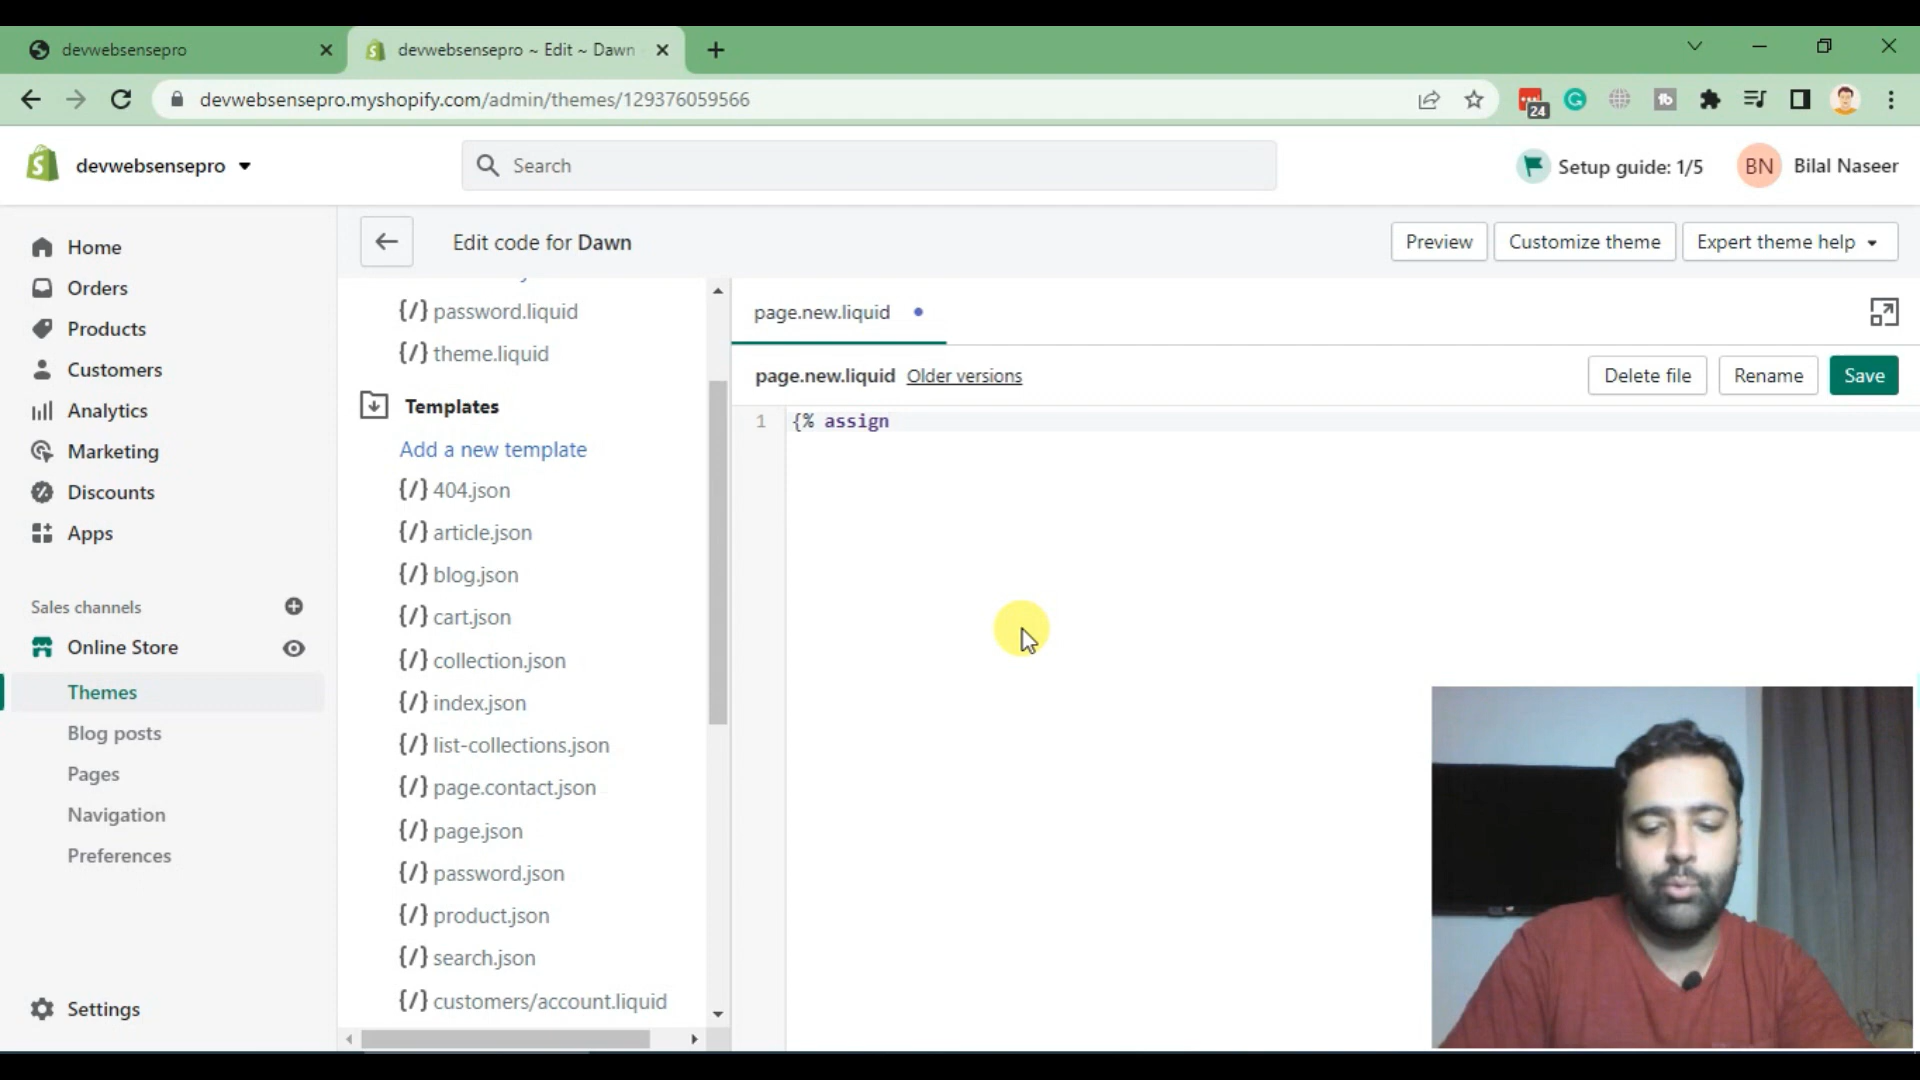 devwebsensepro
devwebsensepro ~ Edit ~ Dawn
devwebsensepro.myshopify.com/admin/themes/129376059566
24
devwebsensepro
Search
Setup guide: 1/5
BN
Bilal Naseer
Home
Orders
Products
Customers
Analytics
Marketing
Discounts
Apps
Sales channels
Online Store
Themes
Blog posts
Pages
Navigation
Preferences
Settings
Edit code for Dawn
Preview
Customize theme
Expert theme help
{/} password.liquid
{/} theme.liquid
Templates
Add a new template
{/} 404.json
{/} article.json
{/} blog.json
{/} cart.json
{/} collection.json
{/} index.json
{/} list-collections.json
{/} page.contact.json
{/} page.json
{/} password.json
{/} product.json
{/} search.json
{/} customers/account.liquid
page.new.liquid
page.new.liquid Older versions
Delete file
Rename
Save
1 {% assign